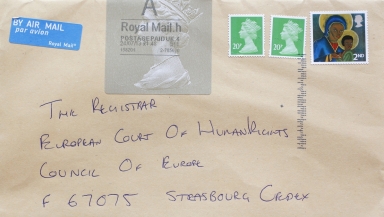 BY AIR MAIL
par avion
Royal Mail®
A
Royal Mail.h
POSTAGE PAID UK
20ᴾ
20ᴾ
2ND
THE REGISTRAR
EUROPEAN COURT OF HUMAN RIGHTS
COUNCIL OF EUROPE
F 67075 STRASBOURG CEDEX